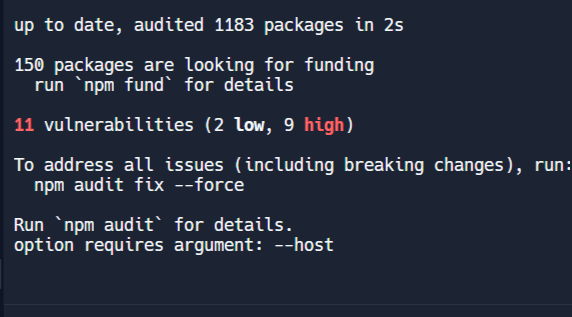 up to date, audited 1183 packages in 2s
150 packages are looking for funding
run `npm fund` for details
11 vulnerabilities (2 low, 9 high)
To address all issues (including breaking changes), run:
npm audit fix --force
Run `npm audit` for details.
option requires argument: --host